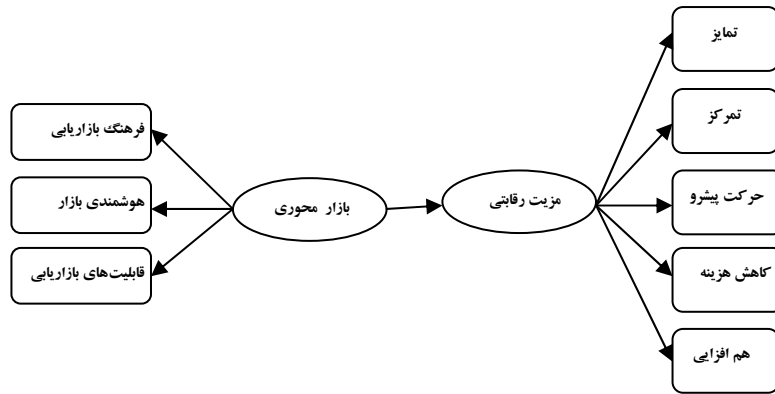 تمایز
تمرکز
حرکت پیشرو
کاهش هزینه
هم افزایی
مزیت رقابتی
بازار محوری
فرهنگ بازاریابی
هوشمندی بازار
قابلیت‌های بازاریابی